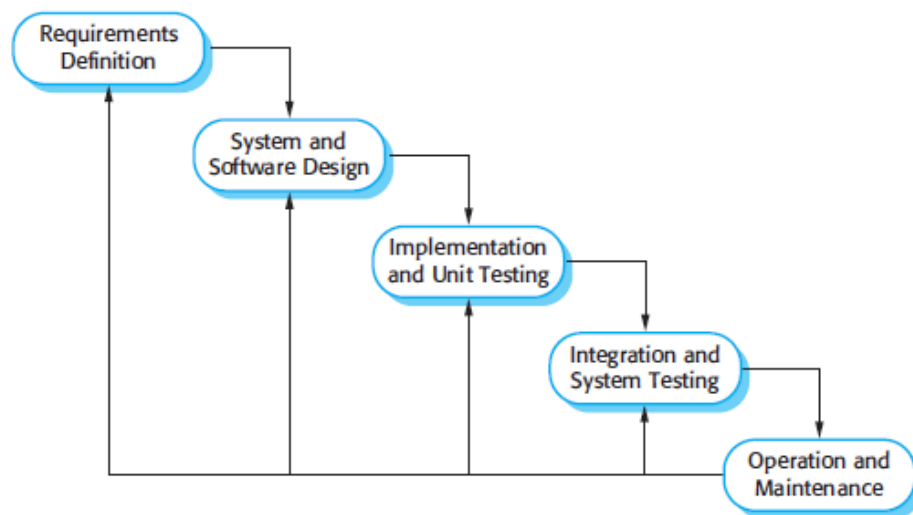 Requirements
Definition
System and
Software Design
Implementation
and Unit Testing
Integration and
System Testing
Operation and
Maintenance